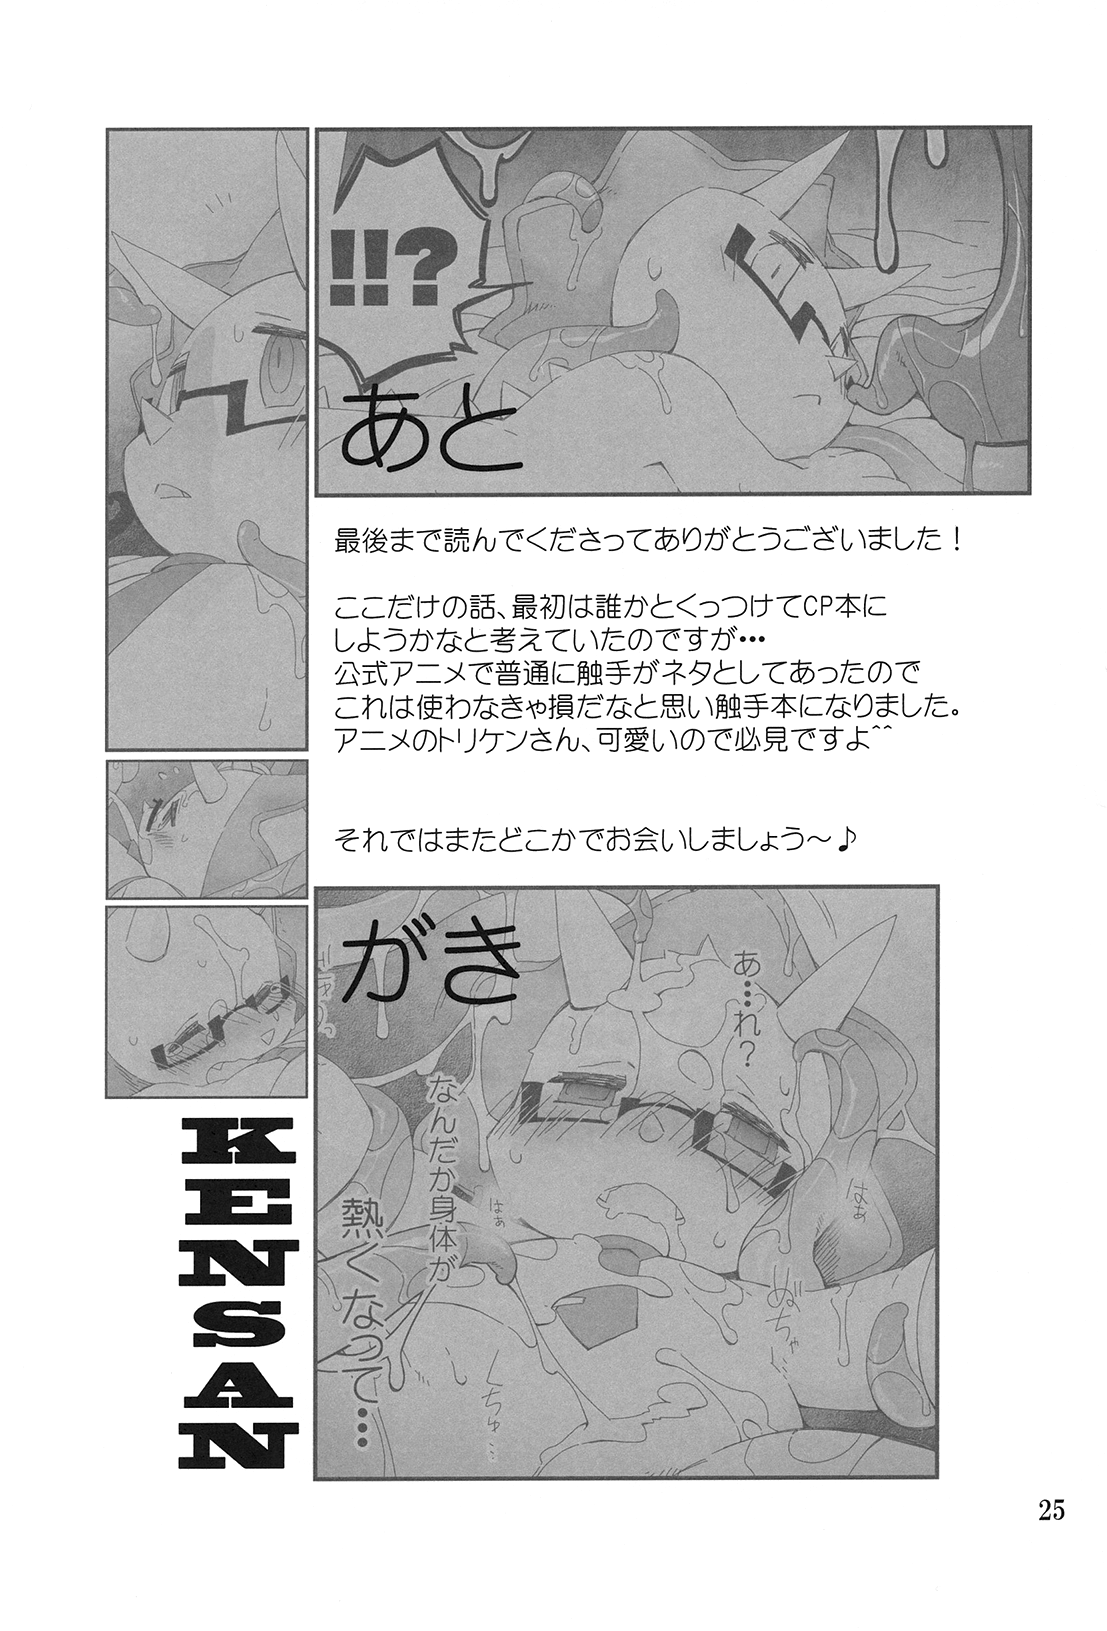 !!?
あと
最後まで読んでくださってありがとうございました！
ここだけの話、最初は誰かとくっつけてCP本に
しようかなと考えていたのですが・・・
公式アニメで普通に触手がネタとしてあったので
これは使わなきゃ損だなと思い触手本になりました。
アニメのトリケンさん、可愛いので必見ですよ^^
それではまたどこかでお会いしましょう～♪
がき
あ…れ？
なんだか身体が
熱くなって…
はぁ
はぁ
ぬちゃ
くちゅ…
KENSAN
25